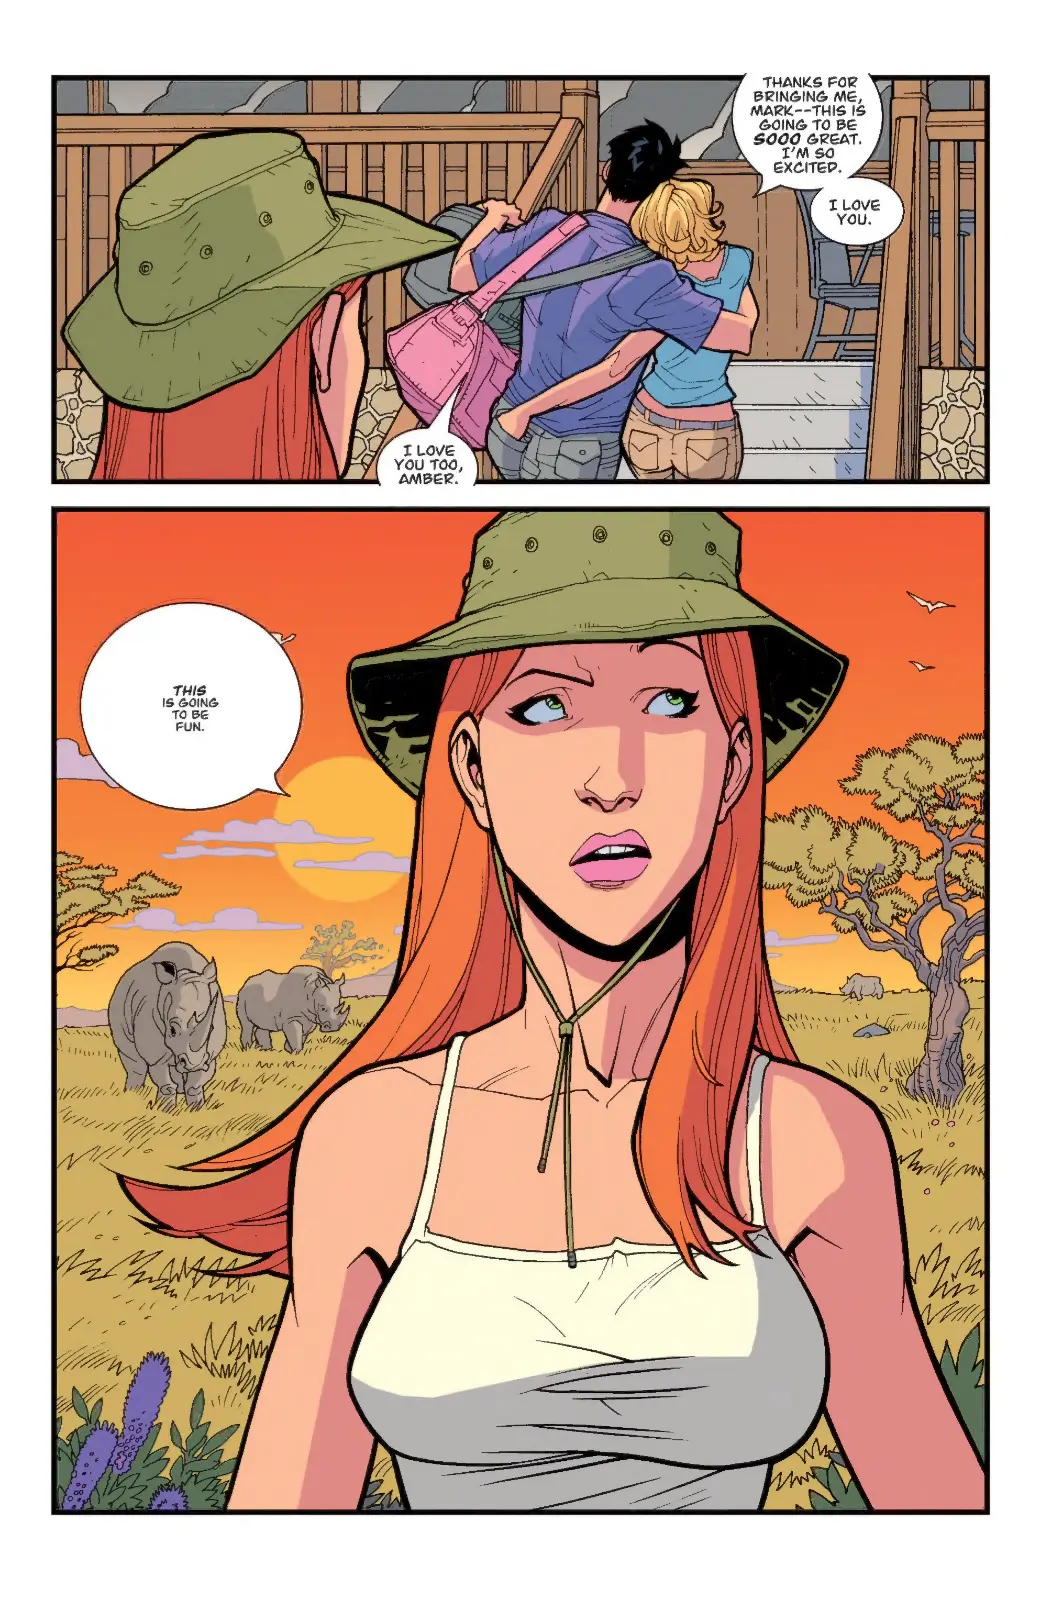 THANKS FOR
BRINGING ME,
MARK--THIS IS
GOING TO BE
SOOO GREAT.
I'M SO
EXCITED.
I LOVE
YOU.
I LOVE
YOU TOO,
AMBER.
THIS
IS GOING
TO BE
FUN.